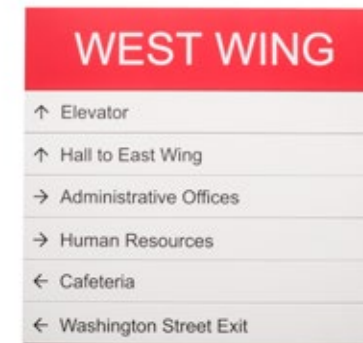 WEST WING
↑ Elevator
↑ Hall to East Wing
→ Administrative Offices
→ Human Resources
← Cafeteria
← Washington Street Exit